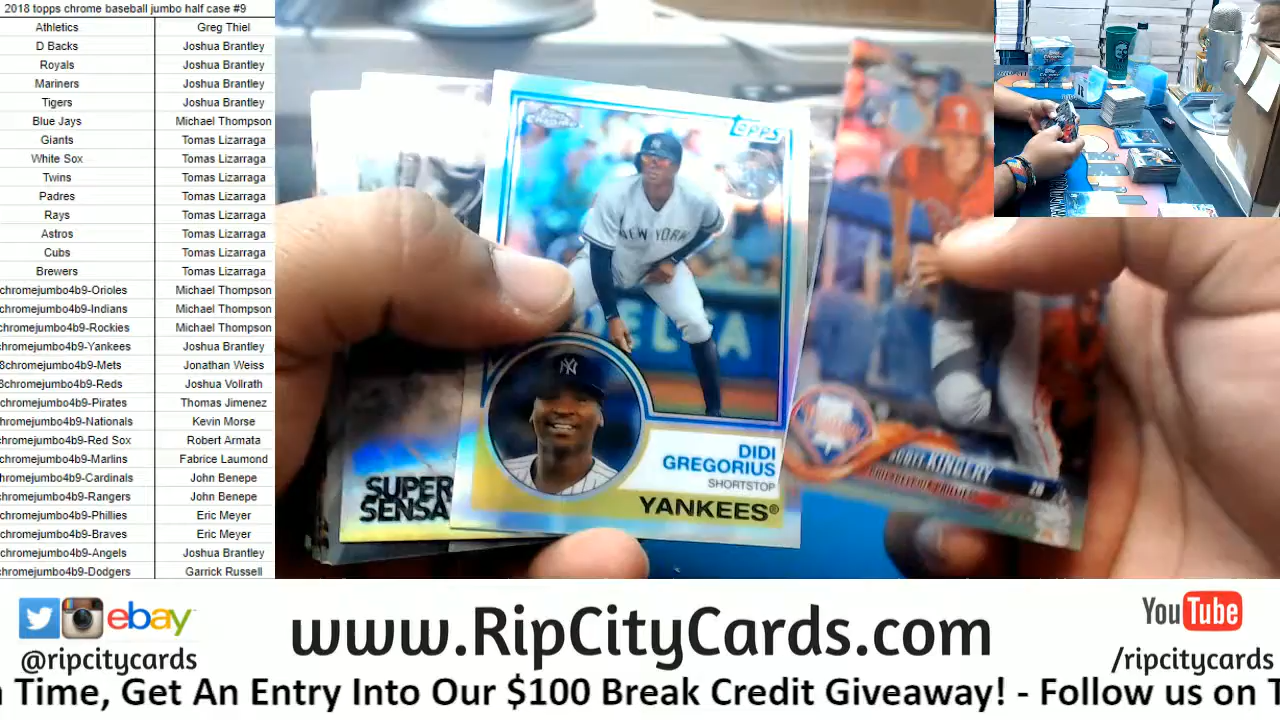 2018 topps chrome baseball jumbo half case #9
Athletics Greg Thiel
D Backs Joshua Brantley
Royals Joshua Brantley
Mariners Joshua Brantley
Tigers Joshua Brantley
Blue Jays Michael Thompson
Giants Tomas Lizarraga
White Sox Tomas Lizarraga
Twins Tomas Lizarraga
Padres Tomas Lizarraga
Rays Tomas Lizarraga
Astros Tomas Lizarraga
Cubs Tomas Lizarraga
Brewers Tomas Lizarraga
chromejumbo4b9-Orioles Michael Thompson
chromejumbo4b9-Indians Michael Thompson
chromejumbo4b9-Rockies Michael Thompson
chromejumbo4b9-Yankees Joshua Brantley
8chromejumbo4b9-Mets Jonathan Weiss
8chromejumbo4b9-Reds Joshua Vollrath
chromejumbo4b9-Pirates Thomas Jimenez
chromejumbo4b9-Nationals Kevin Morse
chromejumbo4b9-Red Sox Robert Armata
chromejumbo4b9-Marlins Fabrice Laumond
chromejumbo4b9-Cardinals John Benepe
chromejumbo4b9-Rangers John Benepe
chromejumbo4b9-Phillies Eric Meyer
chromejumbo4b9-Braves Eric Meyer
chromejumbo4b9-Angels Joshua Brantley
chromejumbo4b9-Dodgers Garrick Russell
Chrome
TOPPS
NEW YORK
DELTA
DIDI
GREGORIUS
SHORTSTOP
YANKEES®
SUPER
SENSA
SCOTT KINGERY
ebay™
@ripcitycards
www.RipCityCards.com
YouTube
/ripcitycards
n Time, Get An Entry Into Our $100 Break Credit Giveaway! - Follow us on T